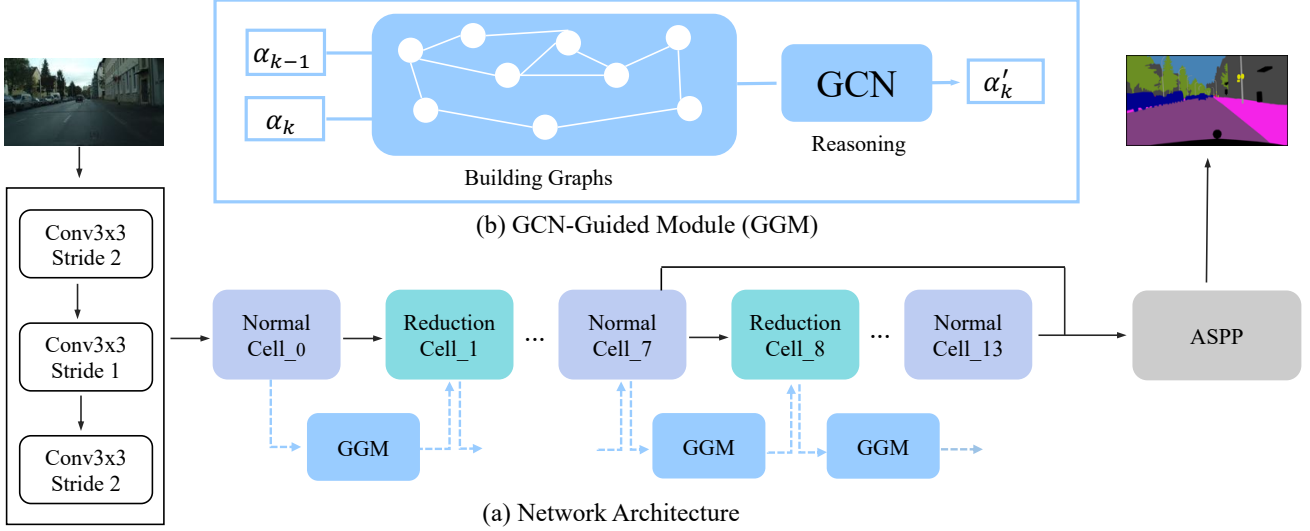 α_{k−1}
α_k
GCN
α′_k
Reasoning
Building Graphs
(b) GCN-Guided Module (GGM)
Conv3x3
Stride 2
Conv3x3
Stride 1
Conv3x3
Stride 2
Normal
Cell_0
Reduction
Cell_1
...
Normal
Cell_7
Reduction
Cell_8
...
Normal
Cell_13
ASPP
GGM
GGM
GGM
(a) Network Architecture